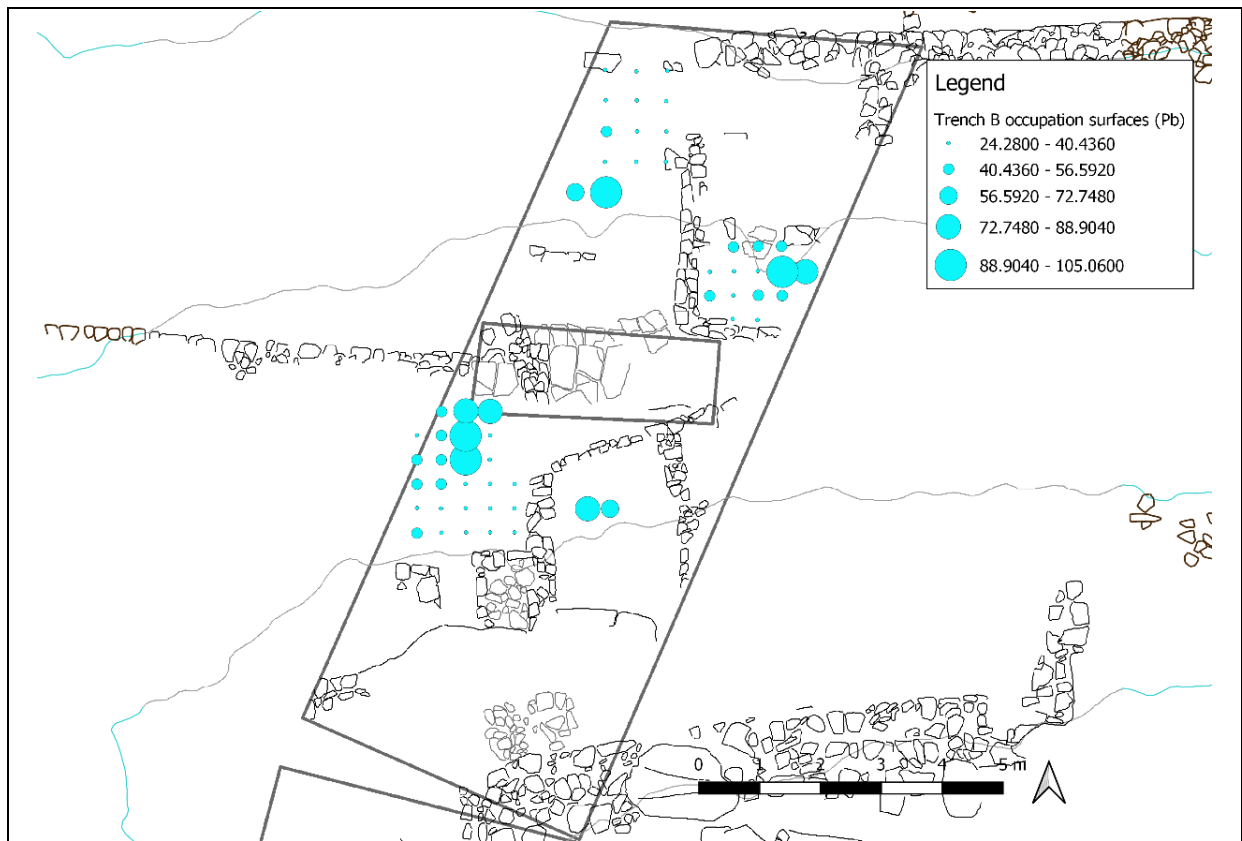 Legend
Trench B occupation surfaces (Pb)
24.2800 - 40.4360
40.4360 - 56.5920
56.5920 - 72.7480
72.7480 - 88.9040
88.9040 - 105.0600
0 1 2 3 4 5 m